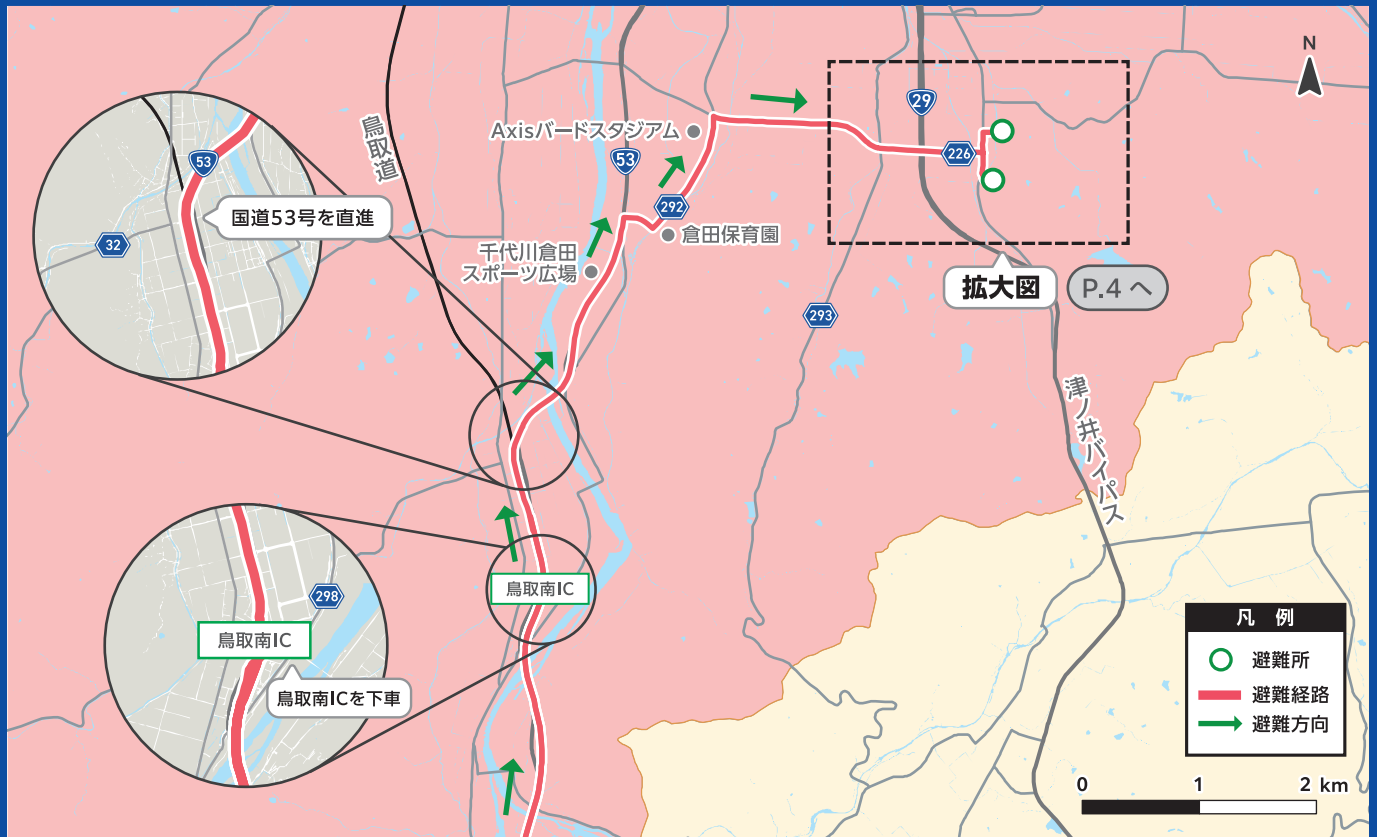 N
鳥取道
Axisバードスタジアム
29
53
226
53
国道53号を直進
32
292
倉田保育園
千代川倉田
スポーツ広場
拡大図
P.4 へ
293
津ノ井バイパス
鳥取南IC
298
鳥取南IC
鳥取南ICを下車
凡 例
避難所
避難経路
避難方向
0 1 2 km